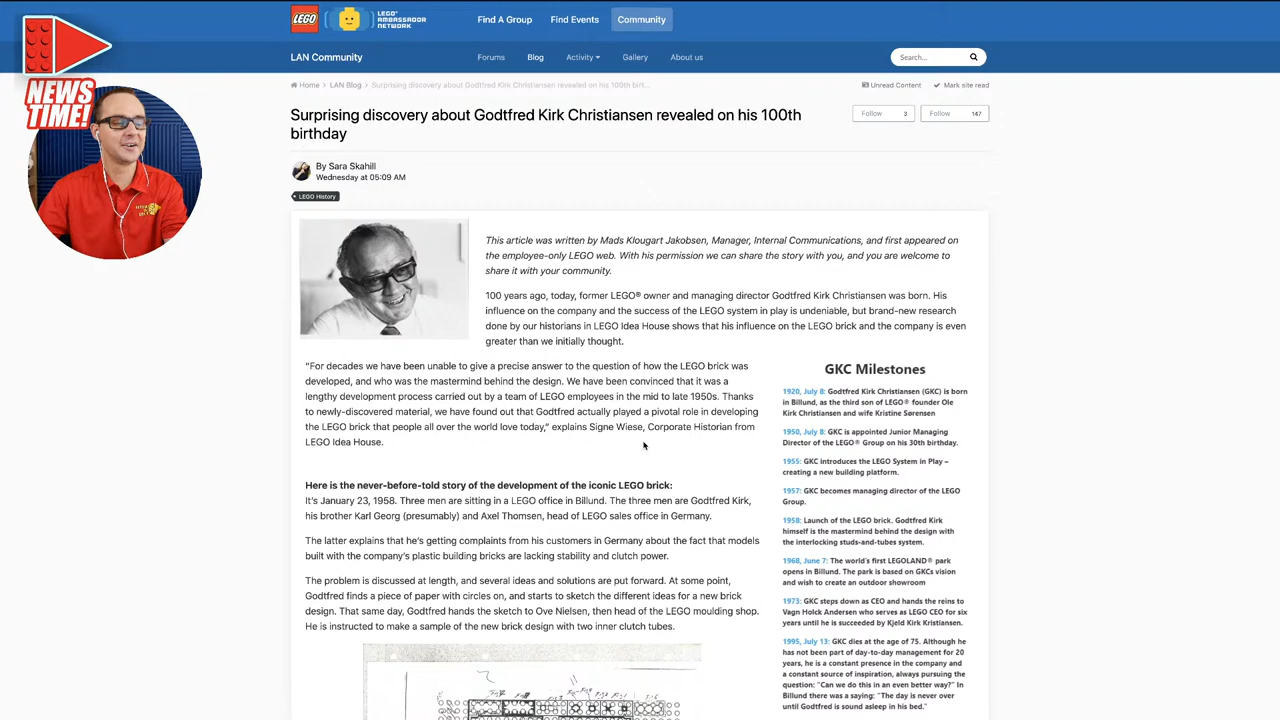 LEGO
LEGO®
AMBASSADOR
NETWORK
Find A Group
Find Events
Community
NEWS
TIME!
LAN Community
Forums
Blog
Activity
Gallery
About us
Search...
Home
LAN Blog
Surprising discovery about Godtfred Kirk Christiansen revealed on his 100th birt...
Unread Content
Mark site read
Surprising discovery about Godtfred Kirk Christiansen revealed on his 100th
birthday
Follow 3
Follow 147
By Sara Skahill
Wednesday at 05:09 AM
LEGO History
This article was written by Mads Klougart Jakobsen, Manager, Internal Communications, and first appeared on
the employee-only LEGO web. With his permission we can share the story with you, and you are welcome to
share it with your community.
100 years ago, today, former LEGO® owner and managing director Godtfred Kirk Christiansen was born. His
influence on the company and the success of the LEGO system in play is undeniable, but brand-new research
done by our historians in LEGO Idea House shows that his influence on the LEGO brick and the company is even
greater than we initially thought.
“For decades we have been unable to give a precise answer to the question of how the LEGO brick was
developed, and who was the mastermind behind the design. We have been convinced that it was a
lengthy development process carried out by a team of LEGO employees in the mid to late 1950s. Thanks
to newly-discovered material, we have found out that Godtfred actually played a pivotal role in developing
the LEGO brick that people all over the world love today,” explains Signe Wiese, Corporate Historian from
LEGO Idea House.
Here is the never-before-told story of the development of the iconic LEGO brick:
It’s January 23, 1958. Three men are sitting in a LEGO office in Billund. The three men are Godtfred Kirk,
his brother Karl Georg (presumably) and Axel Thomsen, head of LEGO sales office in Germany.
The latter explains that he’s getting complaints from his customers in Germany about the fact that models
built with the company’s plastic building bricks are lacking stability and clutch power.
The problem is discussed at length, and several ideas and solutions are put forward. At some point,
Godtfred finds a piece of paper with circles on, and starts to sketch the different ideas for a new brick
design. That same day, Godtfred hands the sketch to Ove Nielsen, then head of the LEGO moulding shop.
He is instructed to make a sample of the new brick design with two inner clutch tubes.
GKC Milestones
1920, July 8: Godtfred Kirk Christiansen (GKC) is born
in Billund, as the third son of LEGO® founder Ole
Kirk Christiansen and wife Kristine Sørensen
1950, July 8: GKC is appointed Junior Managing
Director of the LEGO® Group on his 30th birthday.
1955: GKC introduces the LEGO System in Play –
creating a new building platform.
1957: GKC becomes managing director of the LEGO
Group.
1958: Launch of the LEGO brick. Godtfred Kirk
himself is the mastermind behind the design with
the interlocking studs-and-tubes system.
1968, June 7: The world’s first LEGOLAND® park
opens in Billund. The park is based on GKCs vision
and wish to create an outdoor showroom
1973: GKC steps down as CEO and hands the reins to
Vagn Holck Andersen who serves as LEGO CEO for six
years until he is succeeded by Kjeld Kirk Kristiansen.
1995, July 13: GKC dies at the age of 75. Although he
has not been part of day-to-day management for 20
years, he is a constant presence in the company and
a constant source of inspiration, always pursuing the
question: “Can we do this in an even better way?” In
Billund there was a saying: “The day is never over
until Godtfred is sound asleep in his bed.”